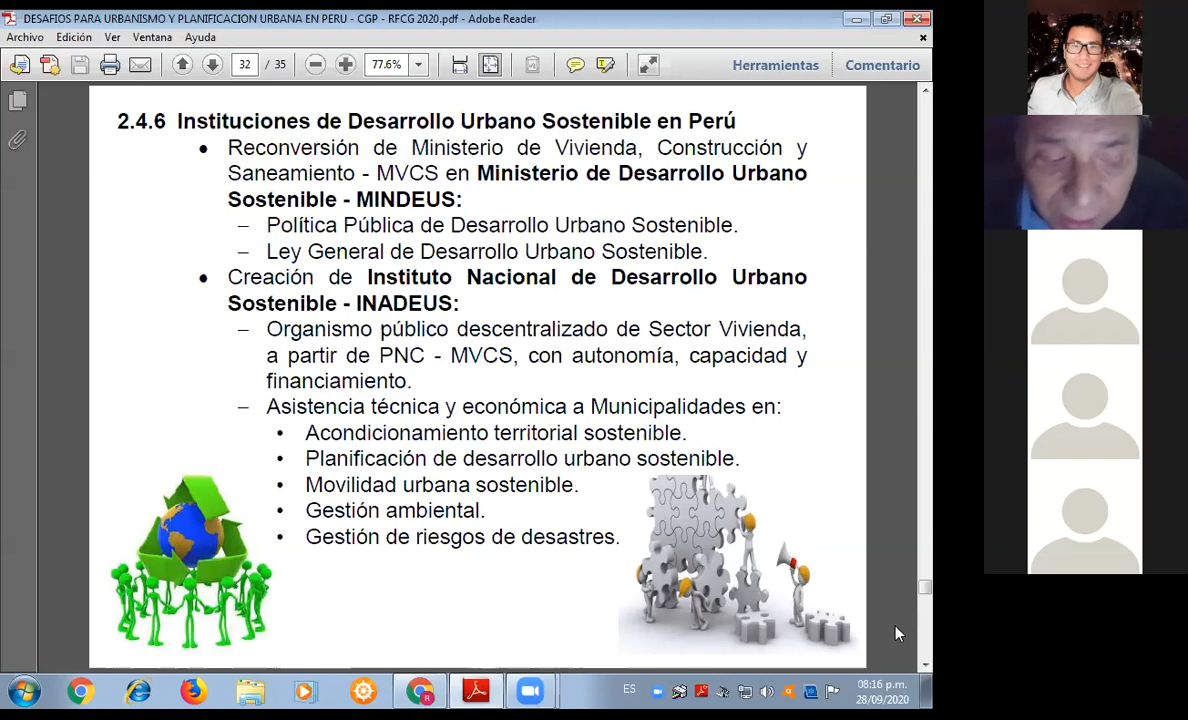 DESAFIOS PARA URBANISMO Y PLANIFICACION URBANA EN PERU - CGP - RFCG 2020.pdf - Adobe Reader
Archivo Edición Ver Ventana Ayuda
32 / 35 77.6% Herramientas Comentario
2.4.6 Instituciones de Desarrollo Urbano Sostenible en Perú
• Reconversión de Ministerio de Vivienda, Construcción y
Saneamiento - MVCS en Ministerio de Desarrollo Urbano
Sostenible - MINDEUS:
– Política Pública de Desarrollo Urbano Sostenible.
– Ley General de Desarrollo Urbano Sostenible.
• Creación de Instituto Nacional de Desarrollo Urbano
Sostenible - INADEUS:
– Organismo público descentralizado de Sector Vivienda,
a partir de PNC - MVCS, con autonomía, capacidad y
financiamiento.
– Asistencia técnica y económica a Municipalidades en:
• Acondicionamiento territorial sostenible.
• Planificación de desarrollo urbano sostenible.
• Movilidad urbana sostenible.
• Gestión ambiental.
• Gestión de riesgos de desastres.
ES
08:16 p.m.
28/09/2020